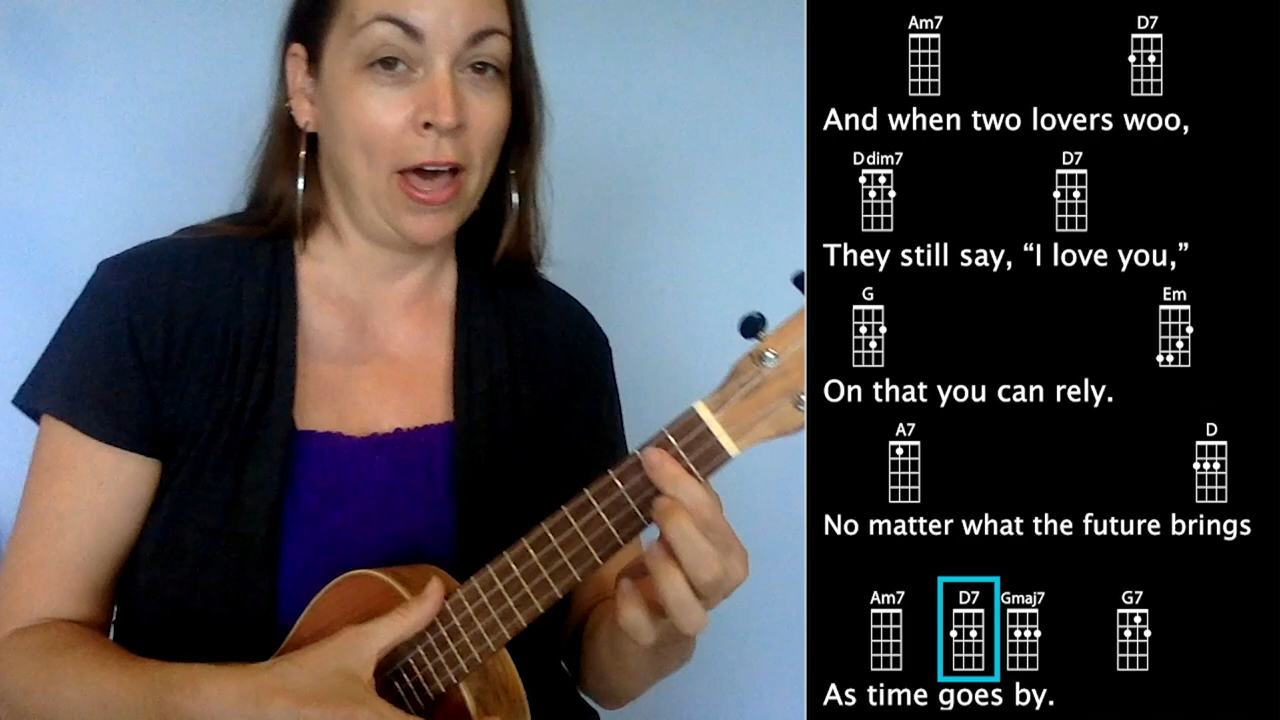 Am7 D7
And when two lovers woo,
Ddim7 D7
They still say, “I love you,”
G Em
On that you can rely.
A7 D
No matter what the future brings
Am7 D7 Gmaj7 G7
As time goes by.